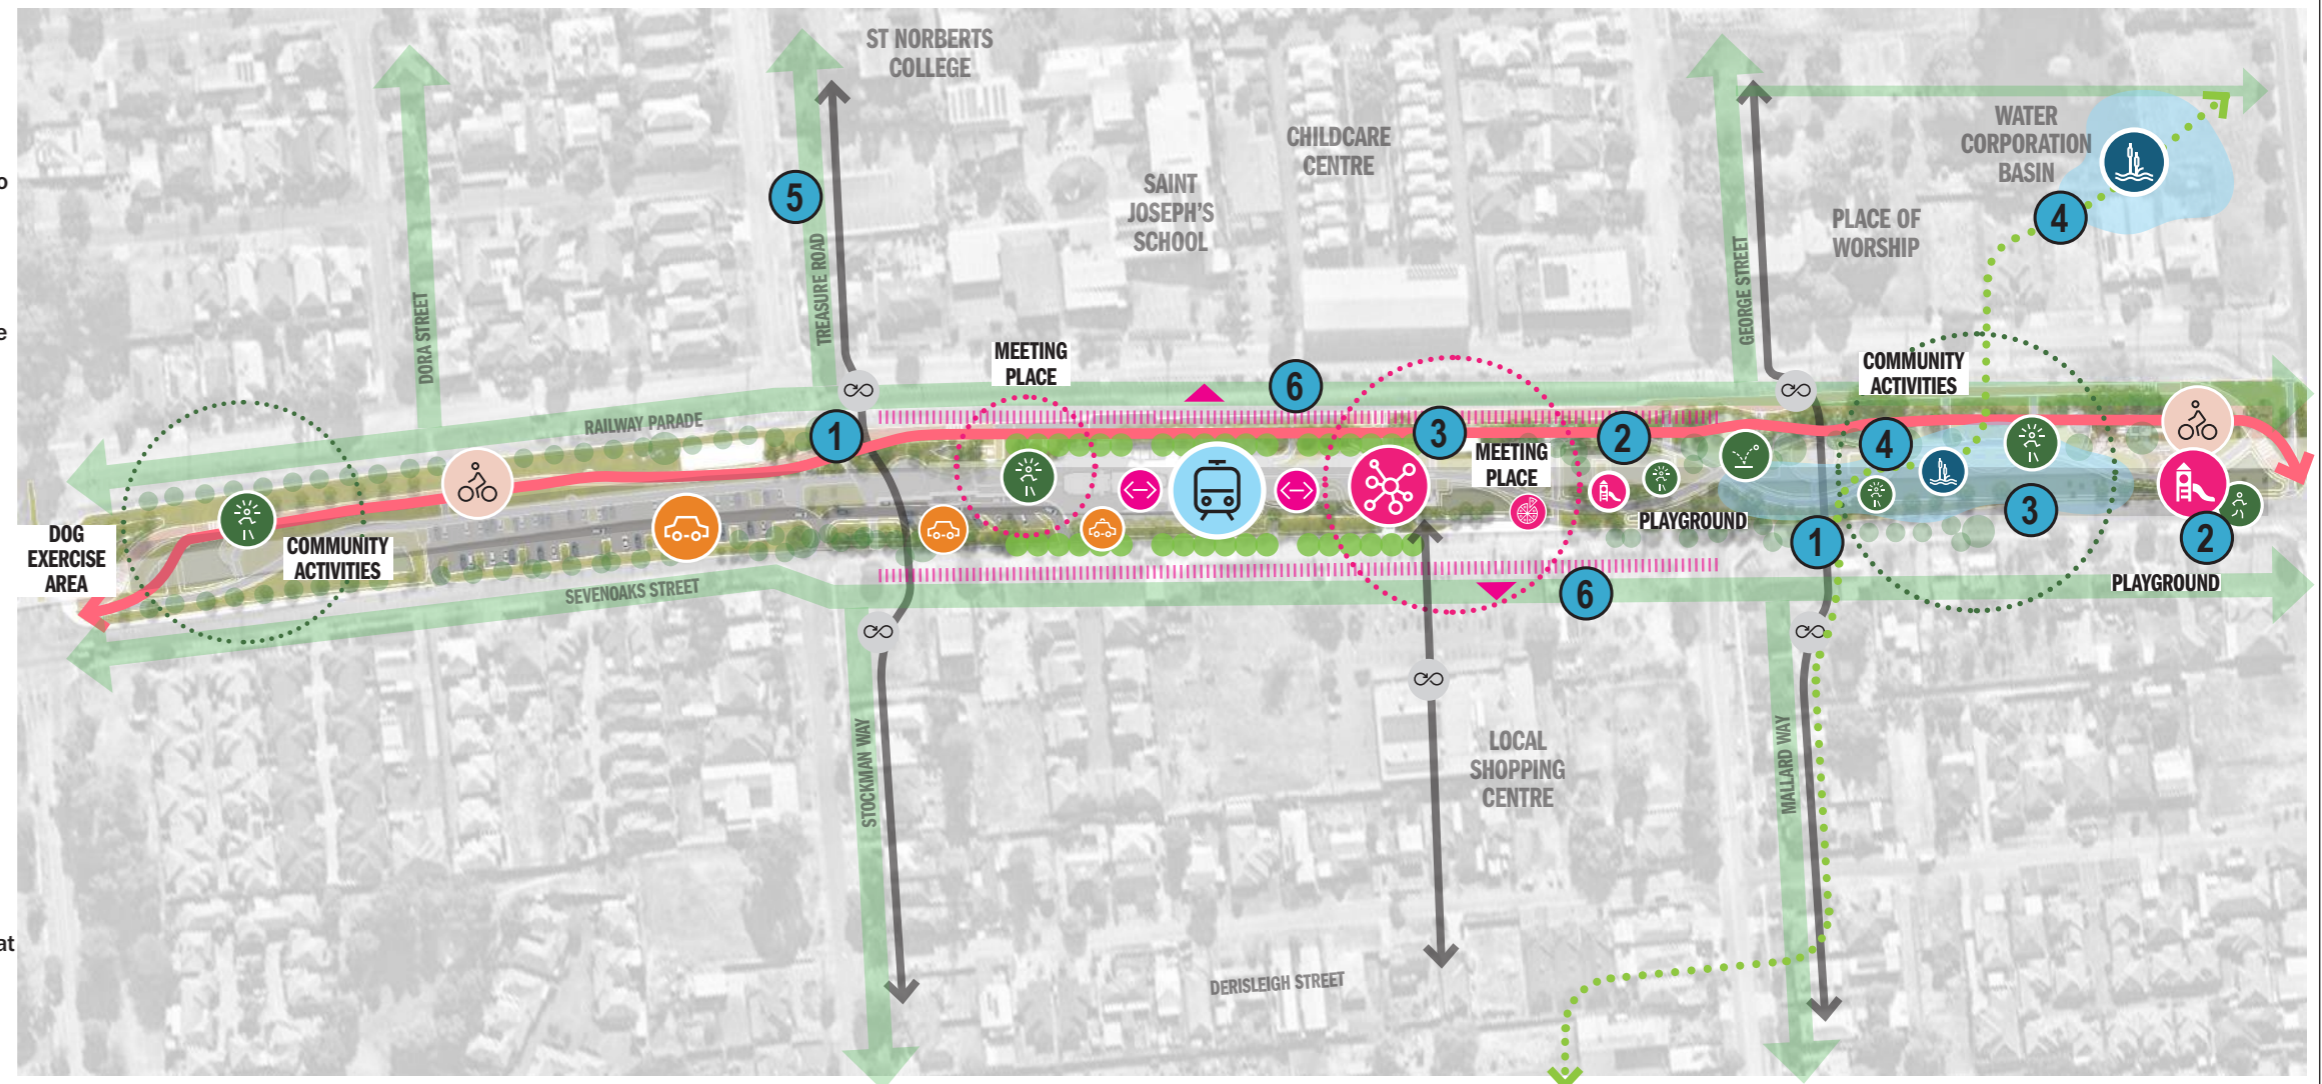 ST NORBERTS
COLLEGE
WATER
CORPORATION
BASIN
CHILDCARE
CENTRE
SAINT
JOSEPH'S
SCHOOL
o
5
4
PLACE OF
WORSHIP
TREASURE ROAD
GEORGE STREET
DORA STREET
e
MEETING
PLACE
6
COMMUNITY
ACTIVITIES
RAILWAY PARADE
1
3
2
4
MEETING
PLACE
DOG
EXERCISE
AREA
COMMUNITY
ACTIVITIES
PLAYGROUND
3
1
2
PLAYGROUND
SEVENOAKS STREET
6
STOCKMAN WAY
LOCAL
SHOPPING
CENTRE
MALLARD WAY
at
DERISLEIGH STREET